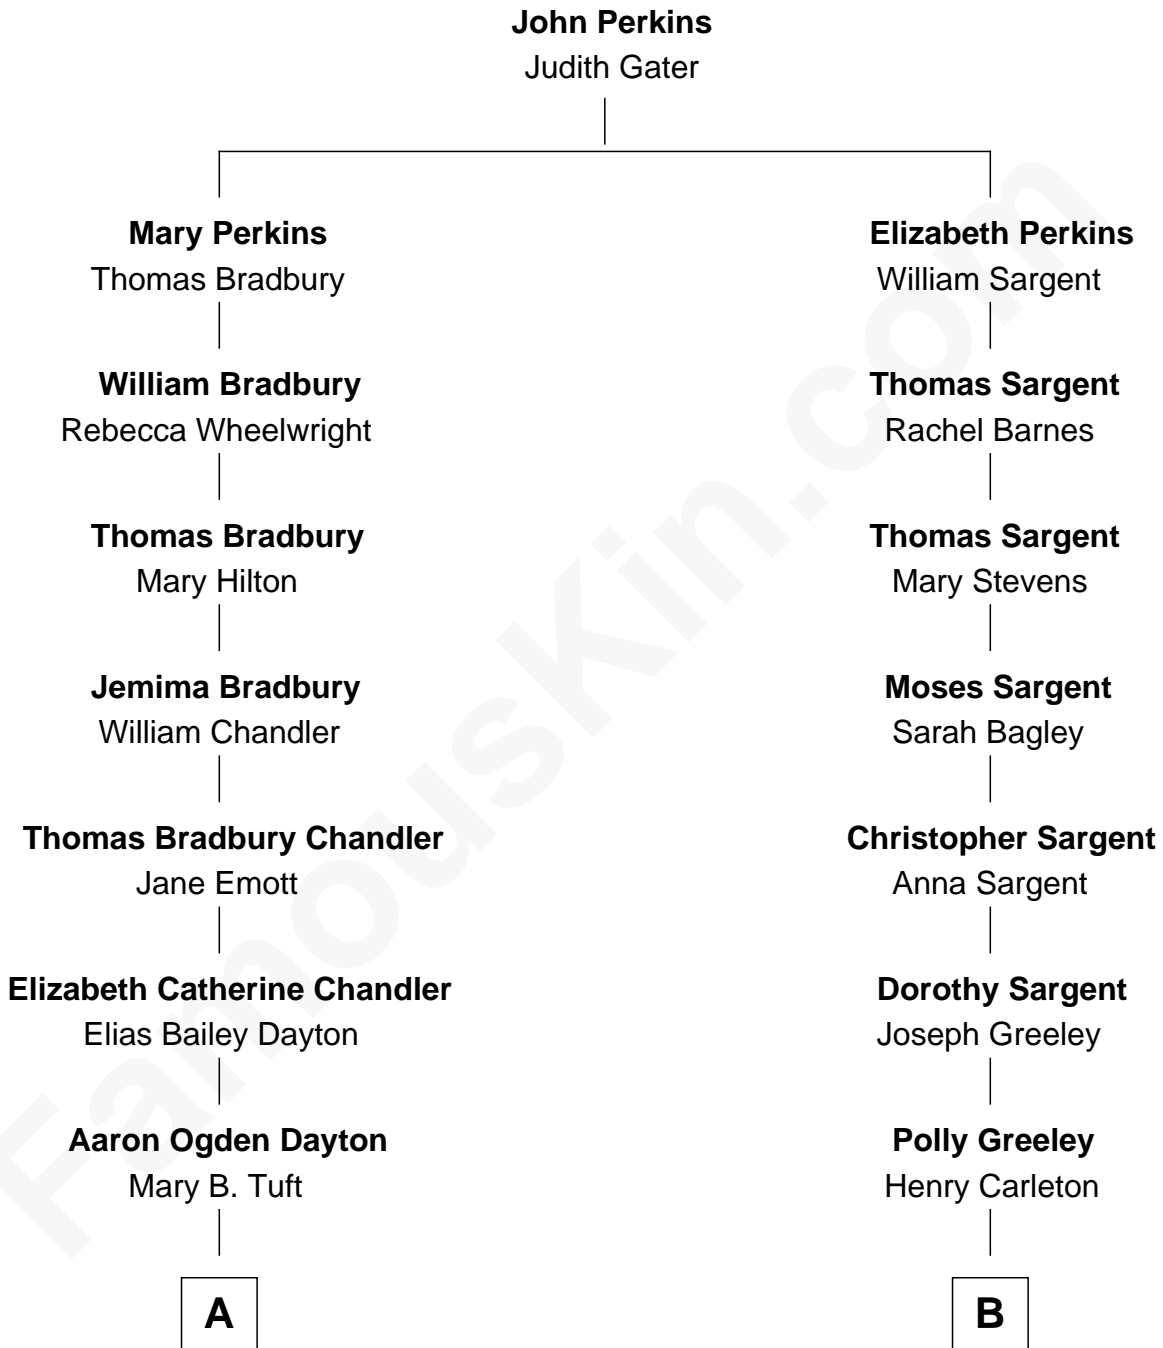 John Perkins
Judith Gater
Mary Perkins
Thomas Bradbury
Elizabeth Perkins
William Sargent
William Bradbury
Rebecca Wheelwright
Thomas Sargent
Rachel Barnes
Thomas Bradbury
Mary Hilton
Thomas Sargent
Mary Stevens
Jemima Bradbury
William Chandler
Moses Sargent
Sarah Bagley
Thomas Bradbury Chandler
Jane Emott
Christopher Sargent
Anna Sargent
Elizabeth Catherine Chandler
Elias Bailey Dayton
Dorothy Sargent
Joseph Greeley
Aaron Ogden Dayton
Mary B. Tuft
Polly Greeley
Henry Carleton
A
B
FamousKin.com